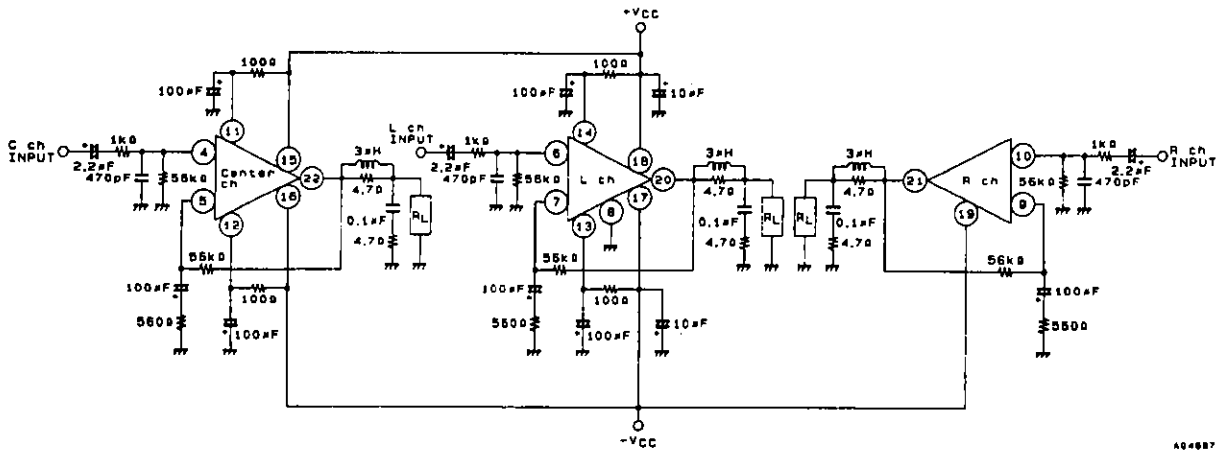 +VCC
100Ω
100µF
+
11
C ch
INPUT
+
2.2µF
1kΩ
470pF
56kΩ
4
5
Center
ch
15
16
22
12
3µH
4.7Ω
0.1µF
4.7Ω
RL
56kΩ
100µF
+
560Ω
100Ω
+
100µF
100Ω
100µF
+
+
10µF
14
L ch
INPUT
+
2.2µF
1kΩ
470pF
56kΩ
6
7
L ch
18
17
20
8
13
3µH
4.7Ω
0.1µF
4.7Ω
RL
56kΩ
100µF
+
560Ω
100Ω
+
100µF
+
10µF
RL
3µH
4.7Ω
0.1µF
4.7Ω
21
R ch
19
10
9
56kΩ
470pF
1kΩ
2.2µF
+
R ch
INPUT
56kΩ
100µF
+
560Ω
-VCC